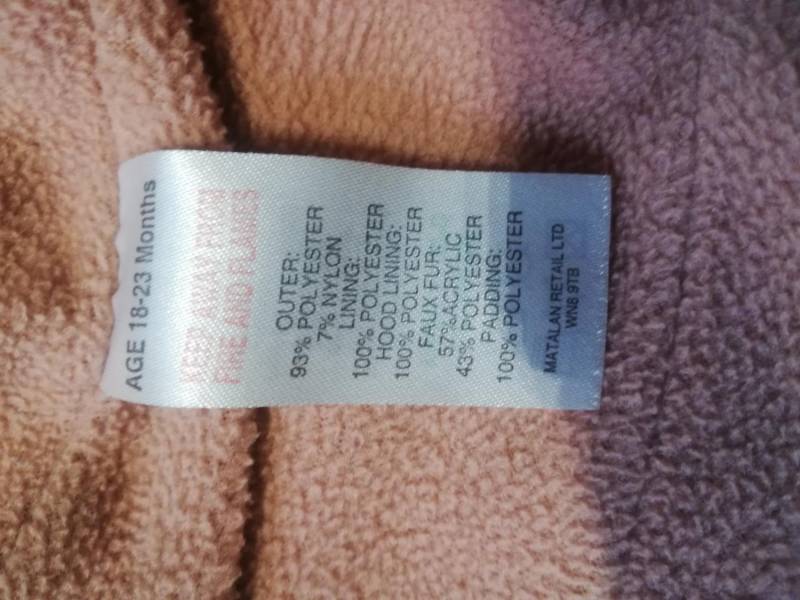 AGE 18-23 Months
KEEP AWAY FROM
FIRE AND FLAMES
OUTER:
93% POLYESTER
7% NYLON
LINING:
100% POLYESTER
HOOD LINING:
100% POLYESTER
FAUX FUR:
57%ACRYLIC
43% POLYESTER
PADDING:
100% POLYESTER
MATALAN RETAIL LTD
WN8 9TB